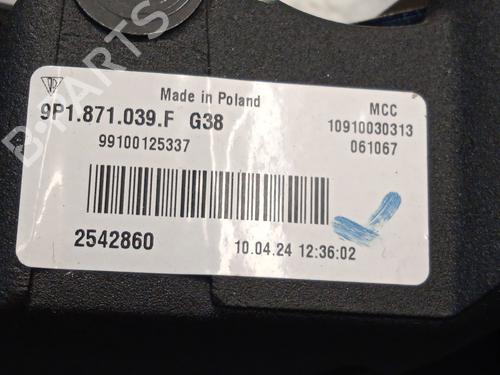 Made in Poland
9P1.871.039.F G38
99100125337
MCC
10910030313
061067
2542860
10.04.24 12:36:02
B-PARTS